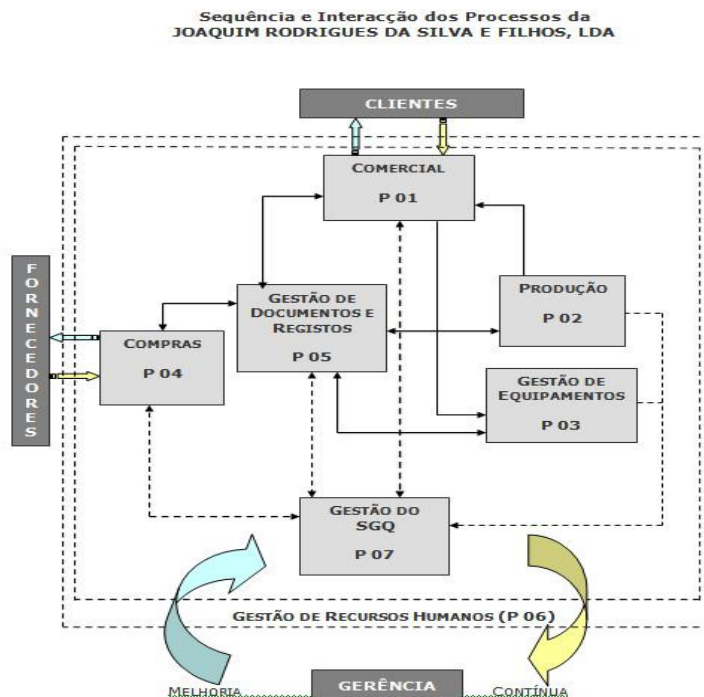 Sequência e Interacção dos Processos da
JOAQUIM RODRIGUES DA SILVA E FILHOS, LDA
CLIENTES
COMERCIAL
P 01
FORNECEDORES
GESTÃO DE
DOCUMENTOS E
REGISTOS
P 05
PRODUÇÃO
P 02
COMPRAS
P 04
GESTÃO DE
EQUIPAMENTOS
P 03
GESTÃO DO
SGQ
P 07
GESTÃO DE RECURSOS HUMANOS (P 06)
MELHORIA
GERÊNCIA
CONTÍNUA